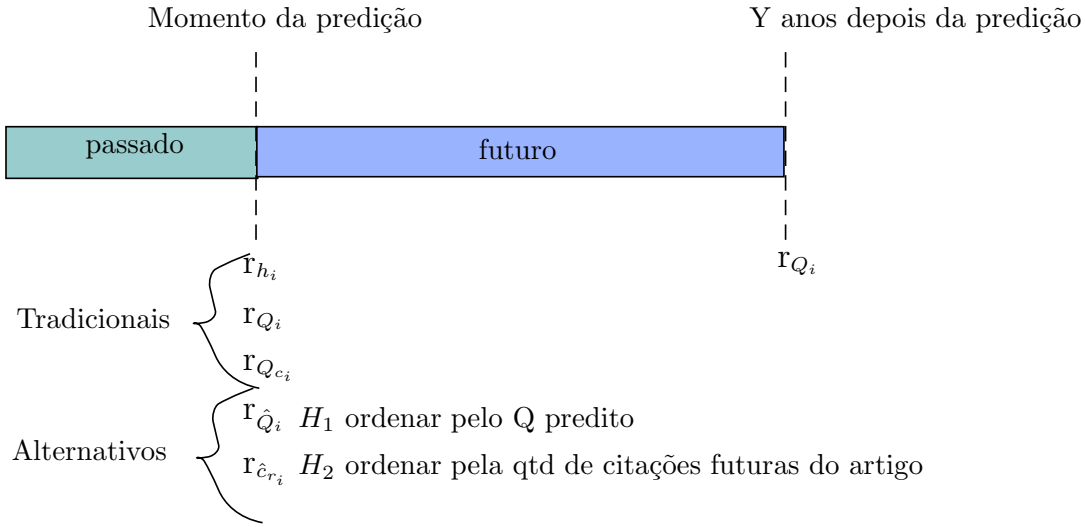 Momento da predição
Y anos depois da predição
passado
futuro
r_{h_i}
r_{Q_i}
Tradicionais
r_{Q_i}
r_{Q_{c_i}}
Alternativos
r_{\hat{Q}_i} H_1 ordenar pelo Q predito
r_{\hat{c}_{r_i}} H_2 ordenar pela qtd de citações futuras do artigo